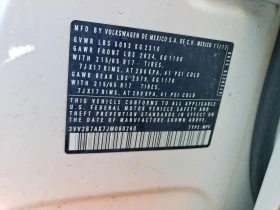 MFD BY VOLKSWAGEN DE MEXICO S.A. DE C.V. MEXICO 11/17
GVWR LBS 5093 KG 2310
GAWR FRONT LBS 2624, KG 1190
WITH 215/65 R17 - TIRES,
7JX17 RIMS, AT 280 KPA, 41 PSI COLD
GAWR REAR LBS 2579, KG 1170
WITH 215/65 R17 - TIRES,
7JX17 RIMS, AT 280 KPA, 41 PSI COLD
THIS VEHICLE CONFORMS TO ALL APPLICABLE
U.S. FEDERAL MOTOR VEHICLE SAFETY AND
BUMPER STANDARDS IN EFFECT ON THE DATE OF
MANUFACTURE SHOWN ABOVE.
3VV2B7AX7JM080260
TYPE: MPV